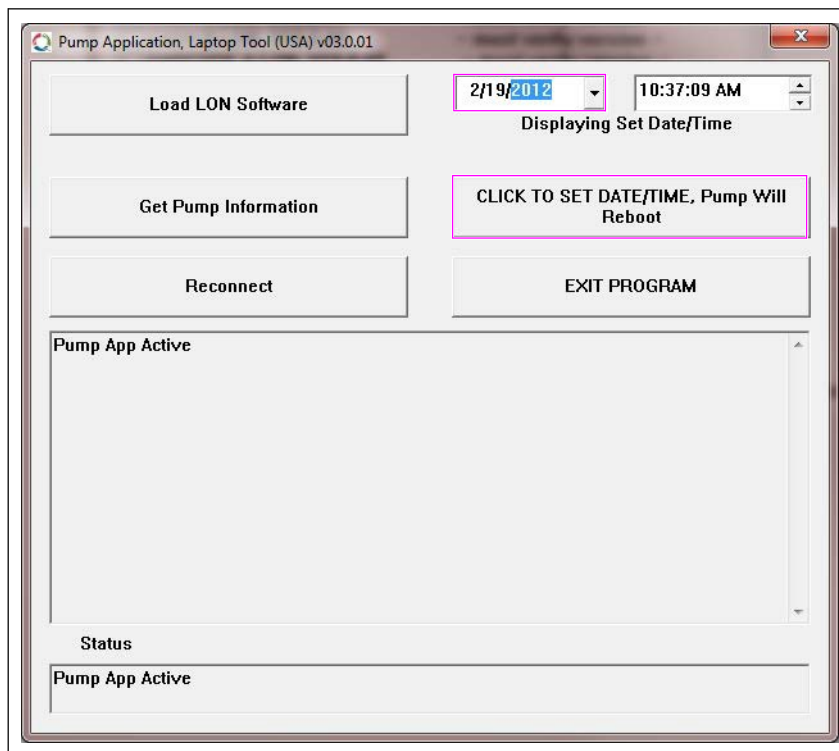 Pump Application, Laptop Tool (USA) v03.0.01
Load LON Software
2/19/2012
10:37:09 AM
Displaying Set Date/Time
Get Pump Information
CLICK TO SET DATE/TIME, Pump Will
Reboot
Reconnect
EXIT PROGRAM
Pump App Active
Status
Pump App Active